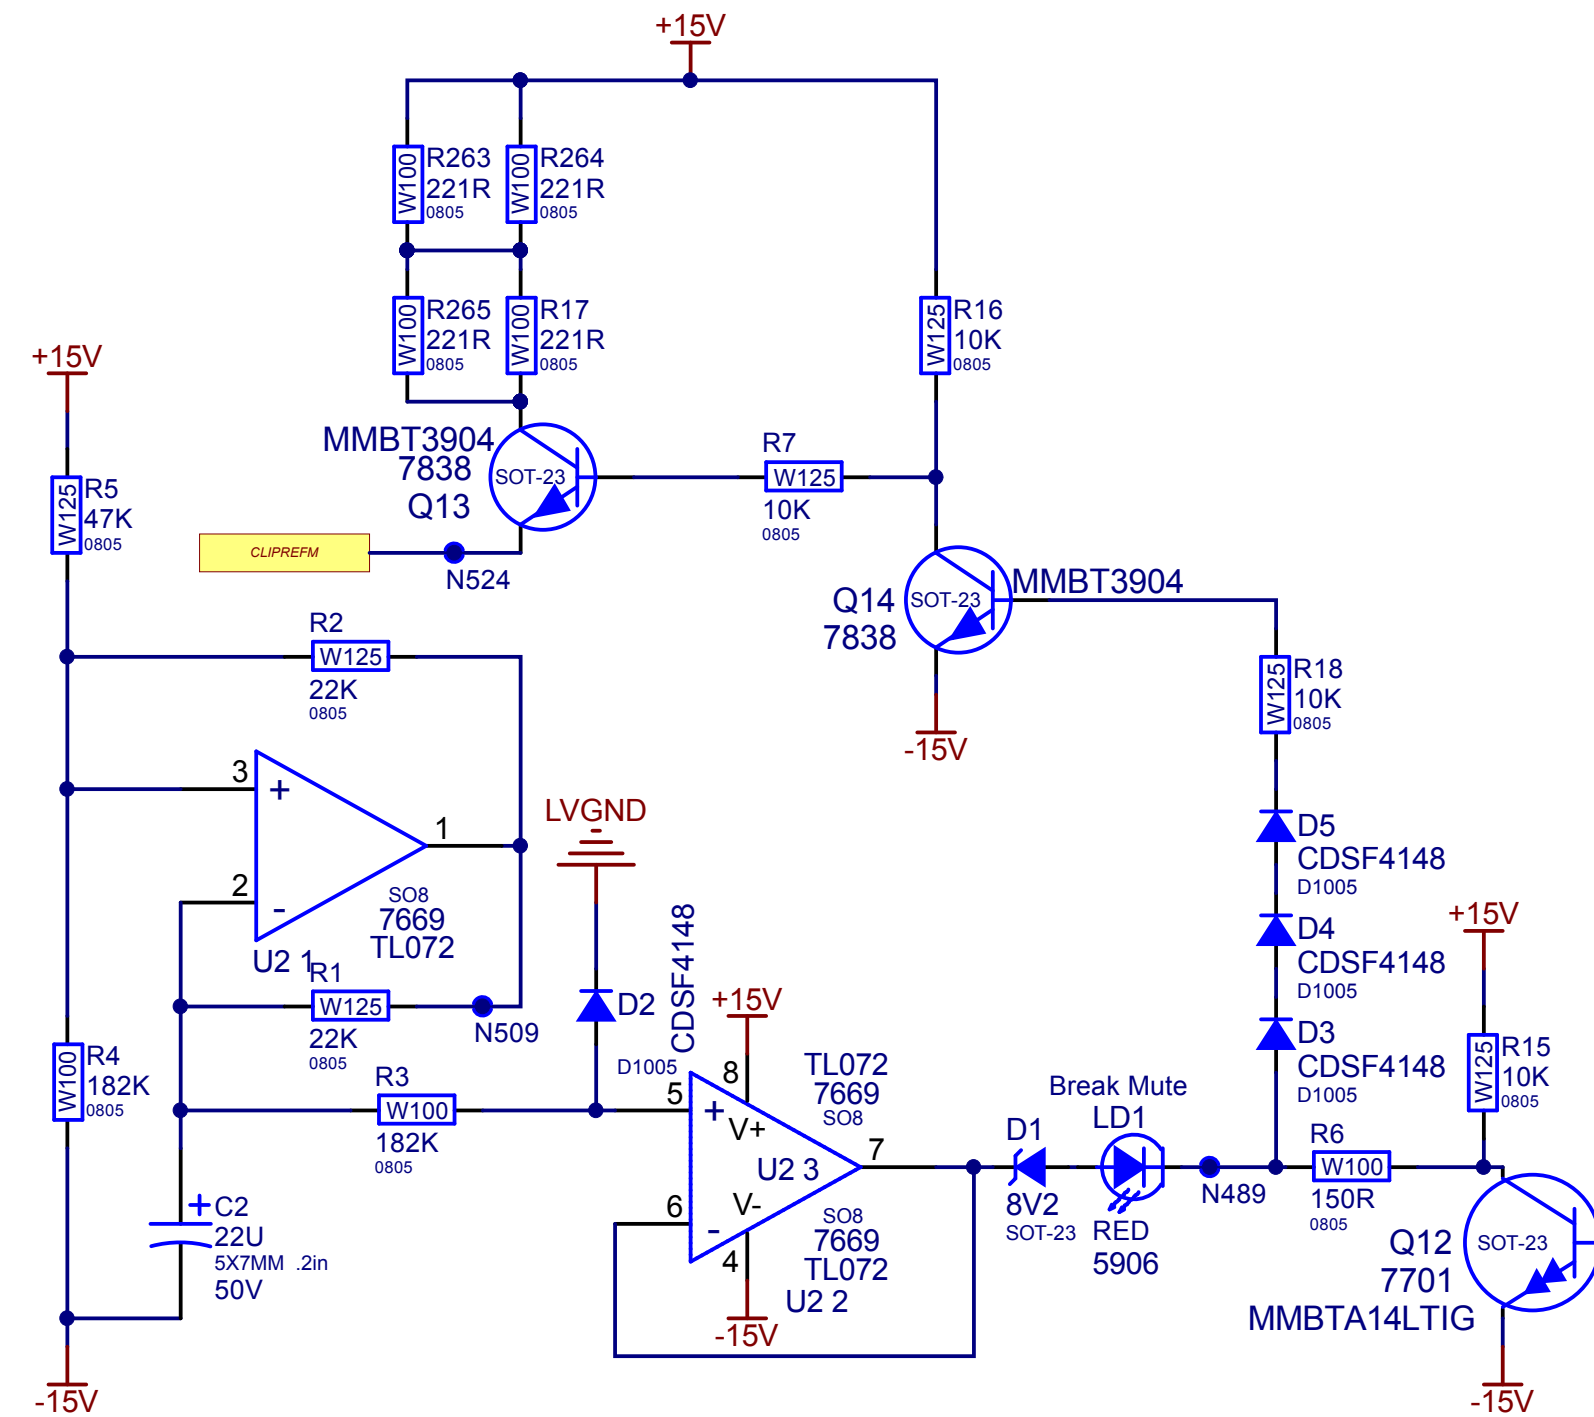 +15V
W100
R263
221R
0805
W100
R264
221R
0805
W100
R265
221R
0805
W100
R17
221R
0805
W125
R16
10K
0805
+15V
W125
R5
47K
0805
MMBT3904
7838
Q13
SOT-23
R7
W125
10K
0805
CLIPREFM
N524
Q14
7838
SOT-23
MMBT3904
-15V
R2
W125
22K
0805
W125
R18
10K
0805
3
+
2
-
1
SO8
7669
TL072
U2 1
LVGND
D5
CDSF4148
D1005
D4
CDSF4148
D1005
D3
CDSF4148
D1005
R1
W125
22K
0805
N509
D2
CDSF4148
D1005
+15V
+15V
W125
R15
10K
0805
W100
R4
182K
0805
R3
W100
182K
0805
8
5
+
V+
TL072
7669
SO8
U2 3
7
V-
6
-
4
SO8
7669
TL072
U2 2
-15V
Break Mute
LD1
D1
8V2
SOT-23
RED
5906
N489
R6
W100
150R
0805
Q12
7701
MMBTA14LTIG
SOT-23
-15V
+
C2
22U
5X7MM .2in
50V
-15V